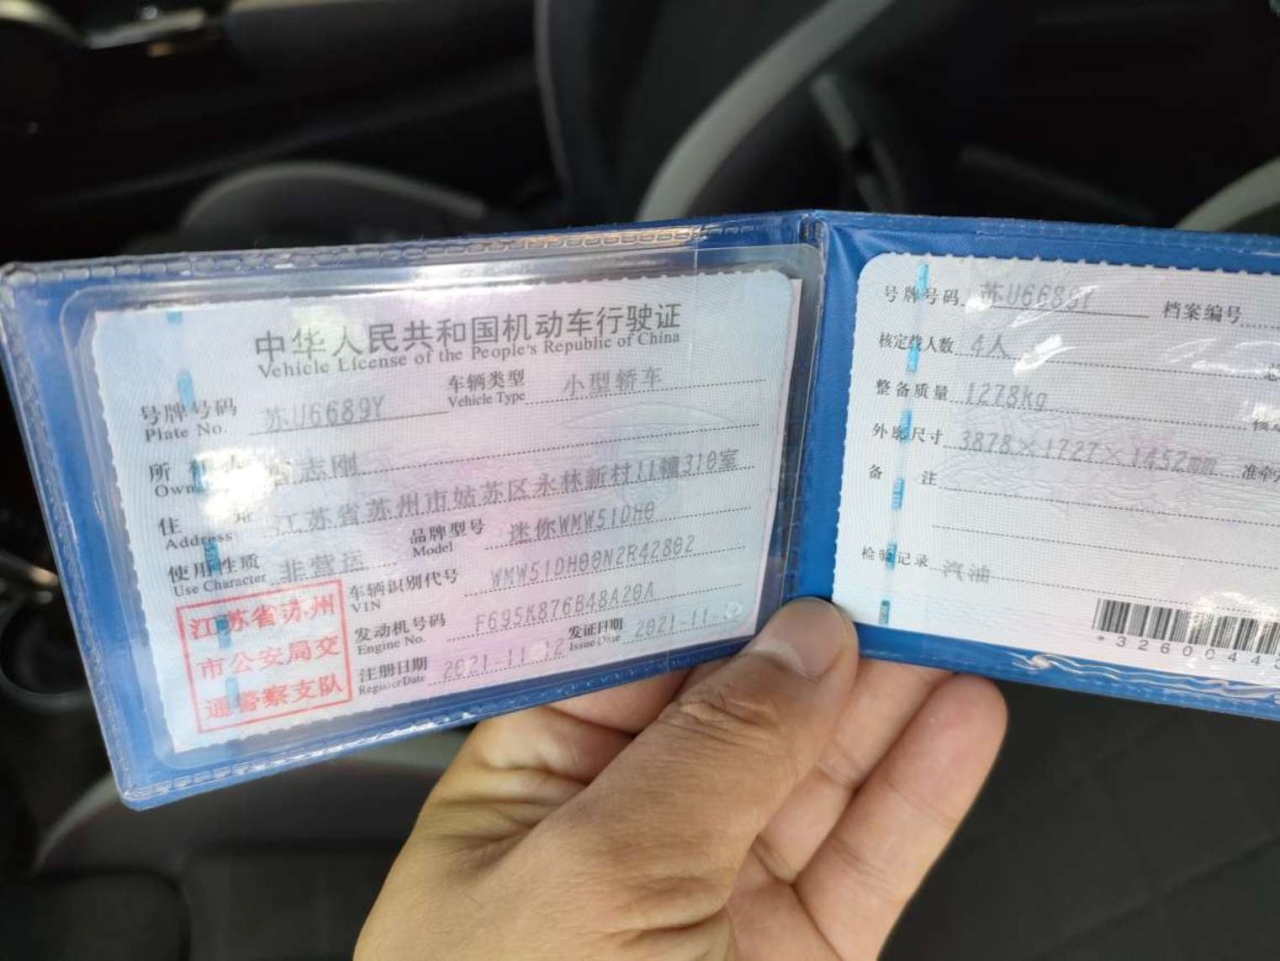 中华人民共和国机动车行驶证
Vehicle License of the People's Republic of China
号牌号码 苏U6689Y 车辆类型 小型轿车
Plate No. Vehicle Type
所 志刚
Owner
住 址 江苏省苏州市姑苏区永林新村11幢310室
Address
使用性质 非营运 品牌型号 迷你WMW51DH0
Use Character Model
车辆识别代号 WMW51DH00N2R42802
VIN
发动机号码 F695K876B48A20A
Engine No.
注册日期 2021-11-12 发证日期 2021-11-
Register Date Issue Date
江苏省苏州
市公安局交
通警察支队
号牌号码 苏U6689Y 档案编号
核定载人数 4人
整备质量 1278kg
外廓尺寸 3878×1727×1452mm
备 注
检验记录 汽油
*3260044